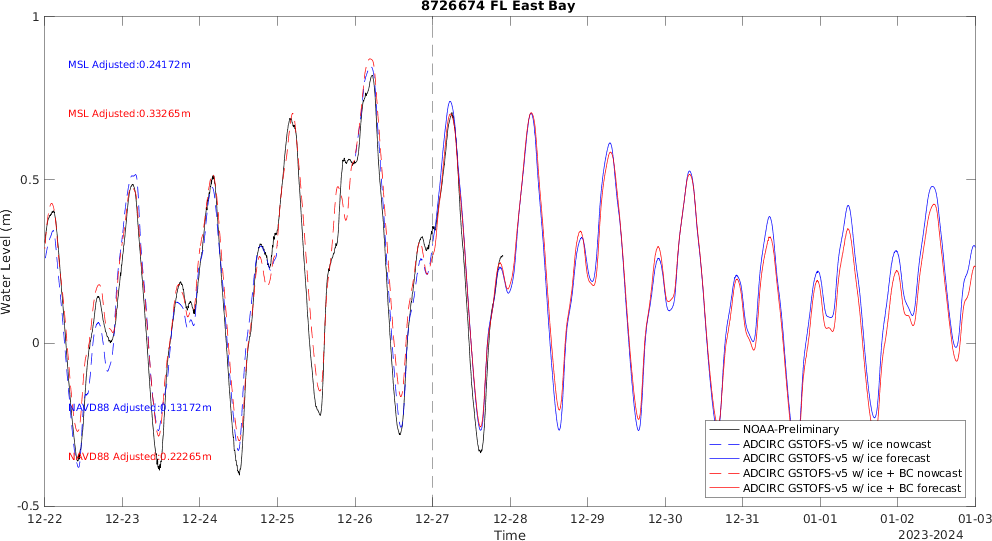 8726674 FL East Bay
MSL Adjusted:0.24172m
MSL Adjusted:0.33265m
NAVD88 Adjusted:0.13172m
NAVD88 Adjusted:0.22265m
Water Level (m)
1
0.5
0
-0.5
NOAA-Preliminary
ADCIRC GSTOFS-v5 w/ ice nowcast
ADCIRC GSTOFS-v5 w/ ice forecast
ADCIRC GSTOFS-v5 w/ ice + BC nowcast
ADCIRC GSTOFS-v5 w/ ice + BC forecast
12-22 12-23 12-24 12-25 12-26 12-27 12-28 12-29 12-30 12-31 01-01 01-02 01-03
Time
2023-2024